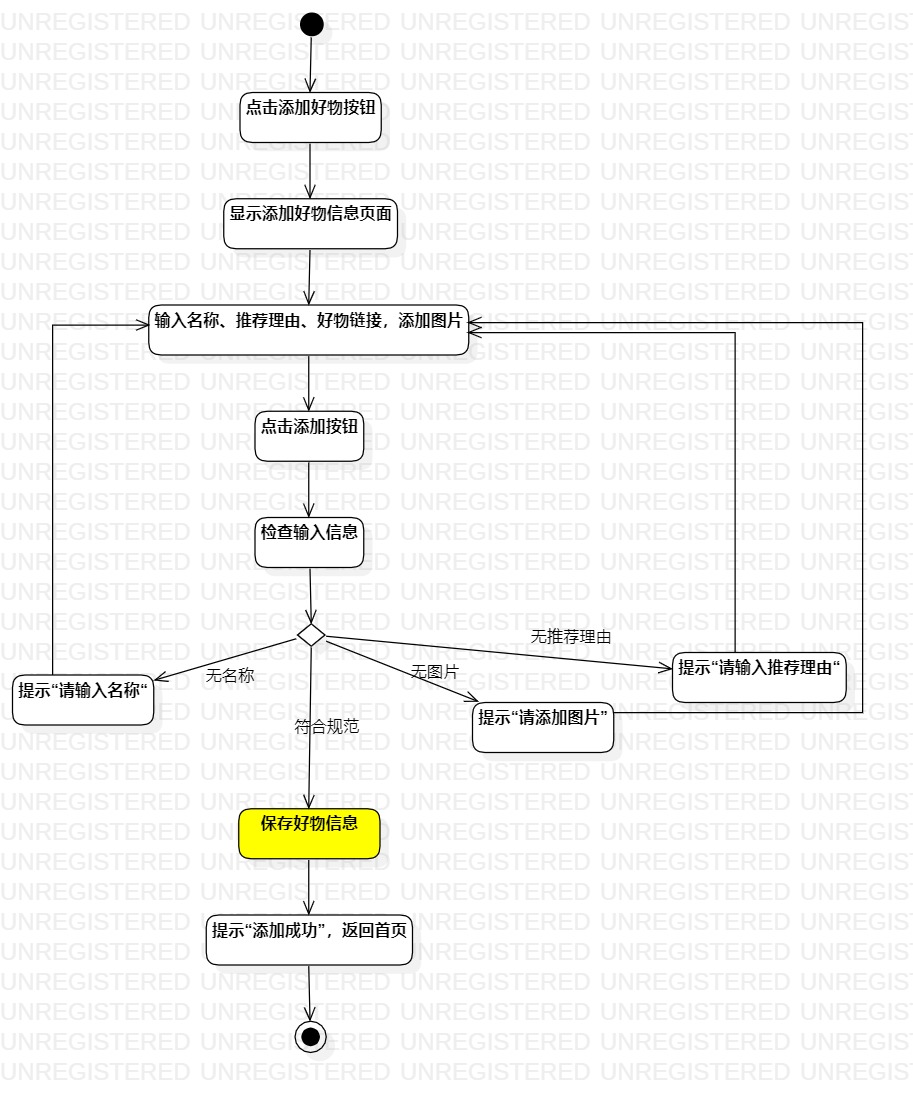 点击添加好物按钮
显示添加好物信息页面
输入名称、推荐理由、好物链接，添加图片
点击添加按钮
检查输入信息
无推荐理由
无名称
无图片
提示“请输入推荐理由“
提示“请输入名称“
提示“请添加图片”
符合规范
保存好物信息
提示“添加成功”，返回首页
UNREGISTERED